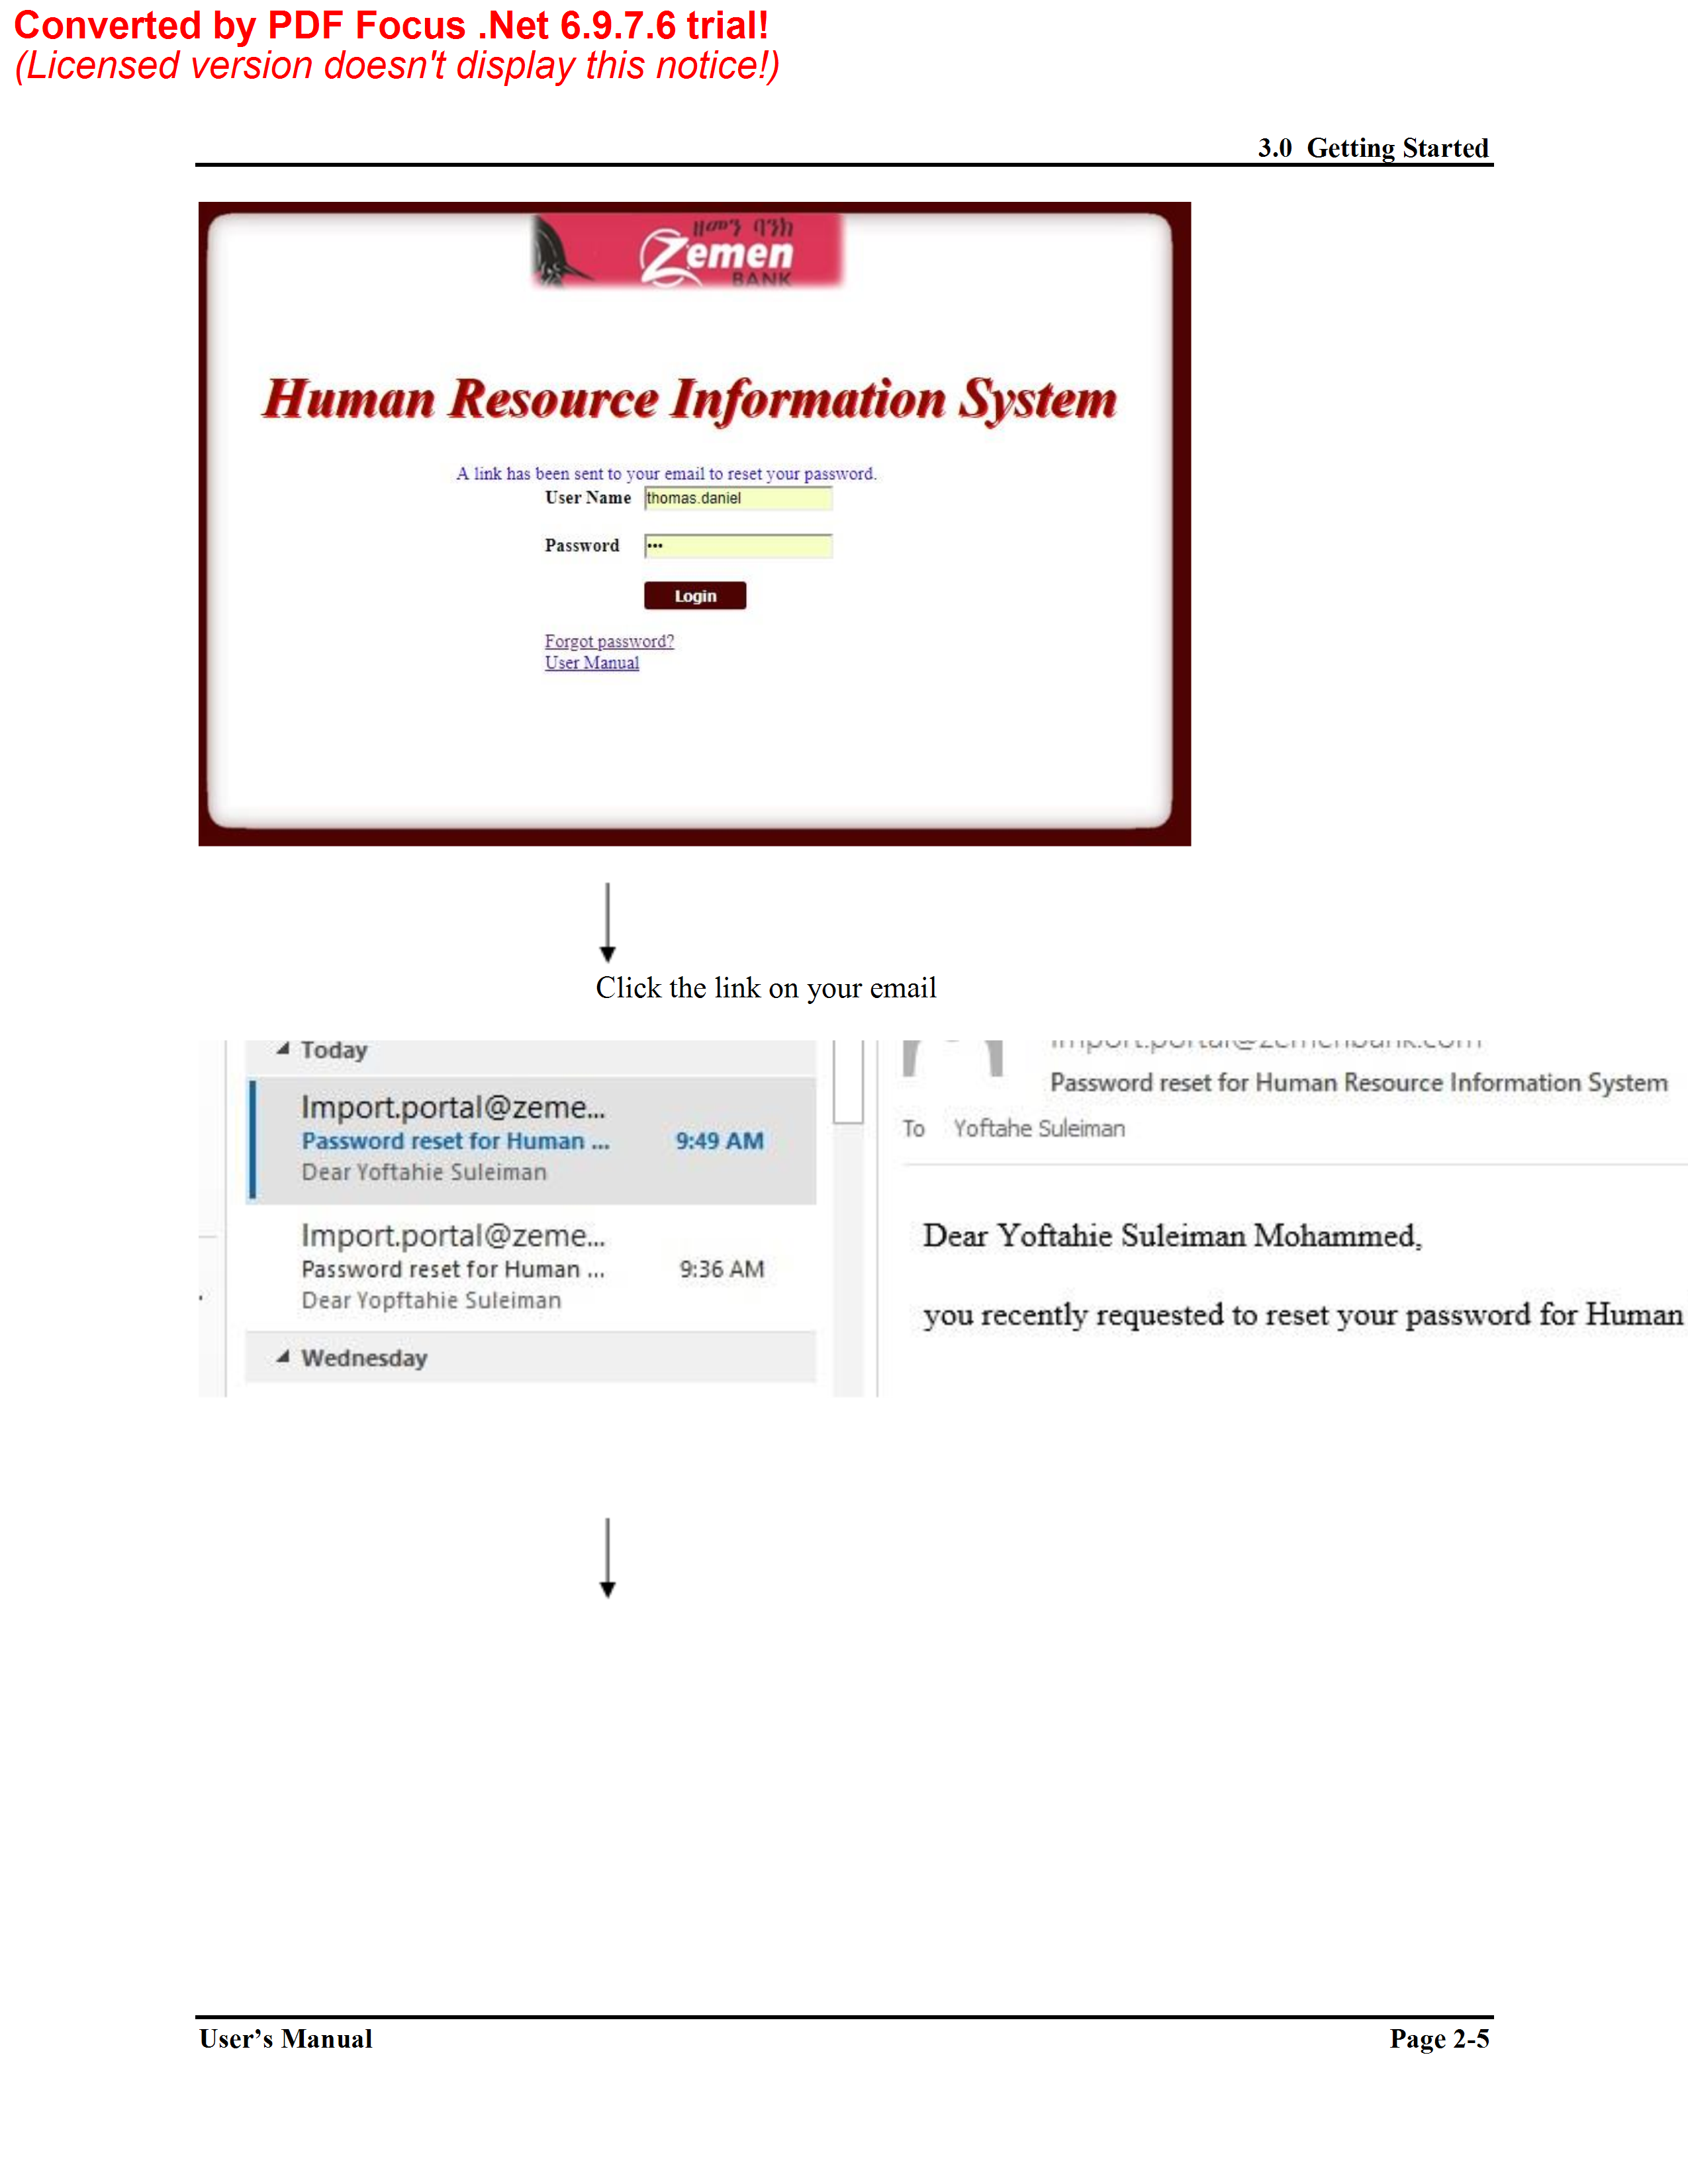 Converted by PDF Focus .Net 6.9.7.6 trial!
(Licensed version doesn't display this notice!)
3.0 Getting Started
ዘመን ባንክ
Zemen
BANK
Human Resource Information System
A link has been sent to your email to reset your password.
User Name thomas.daniel
Password •••
Login
Forgot password?
User Manual
Click the link on your email
Today
Import.portal@zeme...
Password reset for Human ... 9:49 AM
Dear Yoftahie Suleiman
Import.portal@zeme...
Password reset for Human ... 9:36 AM
Dear Yopftahie Suleiman
Wednesday
Import.portal@zemenbank.com
Password reset for Human Resource Information System
To Yoftahe Suleiman
Dear Yoftahie Suleiman Mohammed,
you recently requested to reset your password for Human
User’s Manual Page 2-5